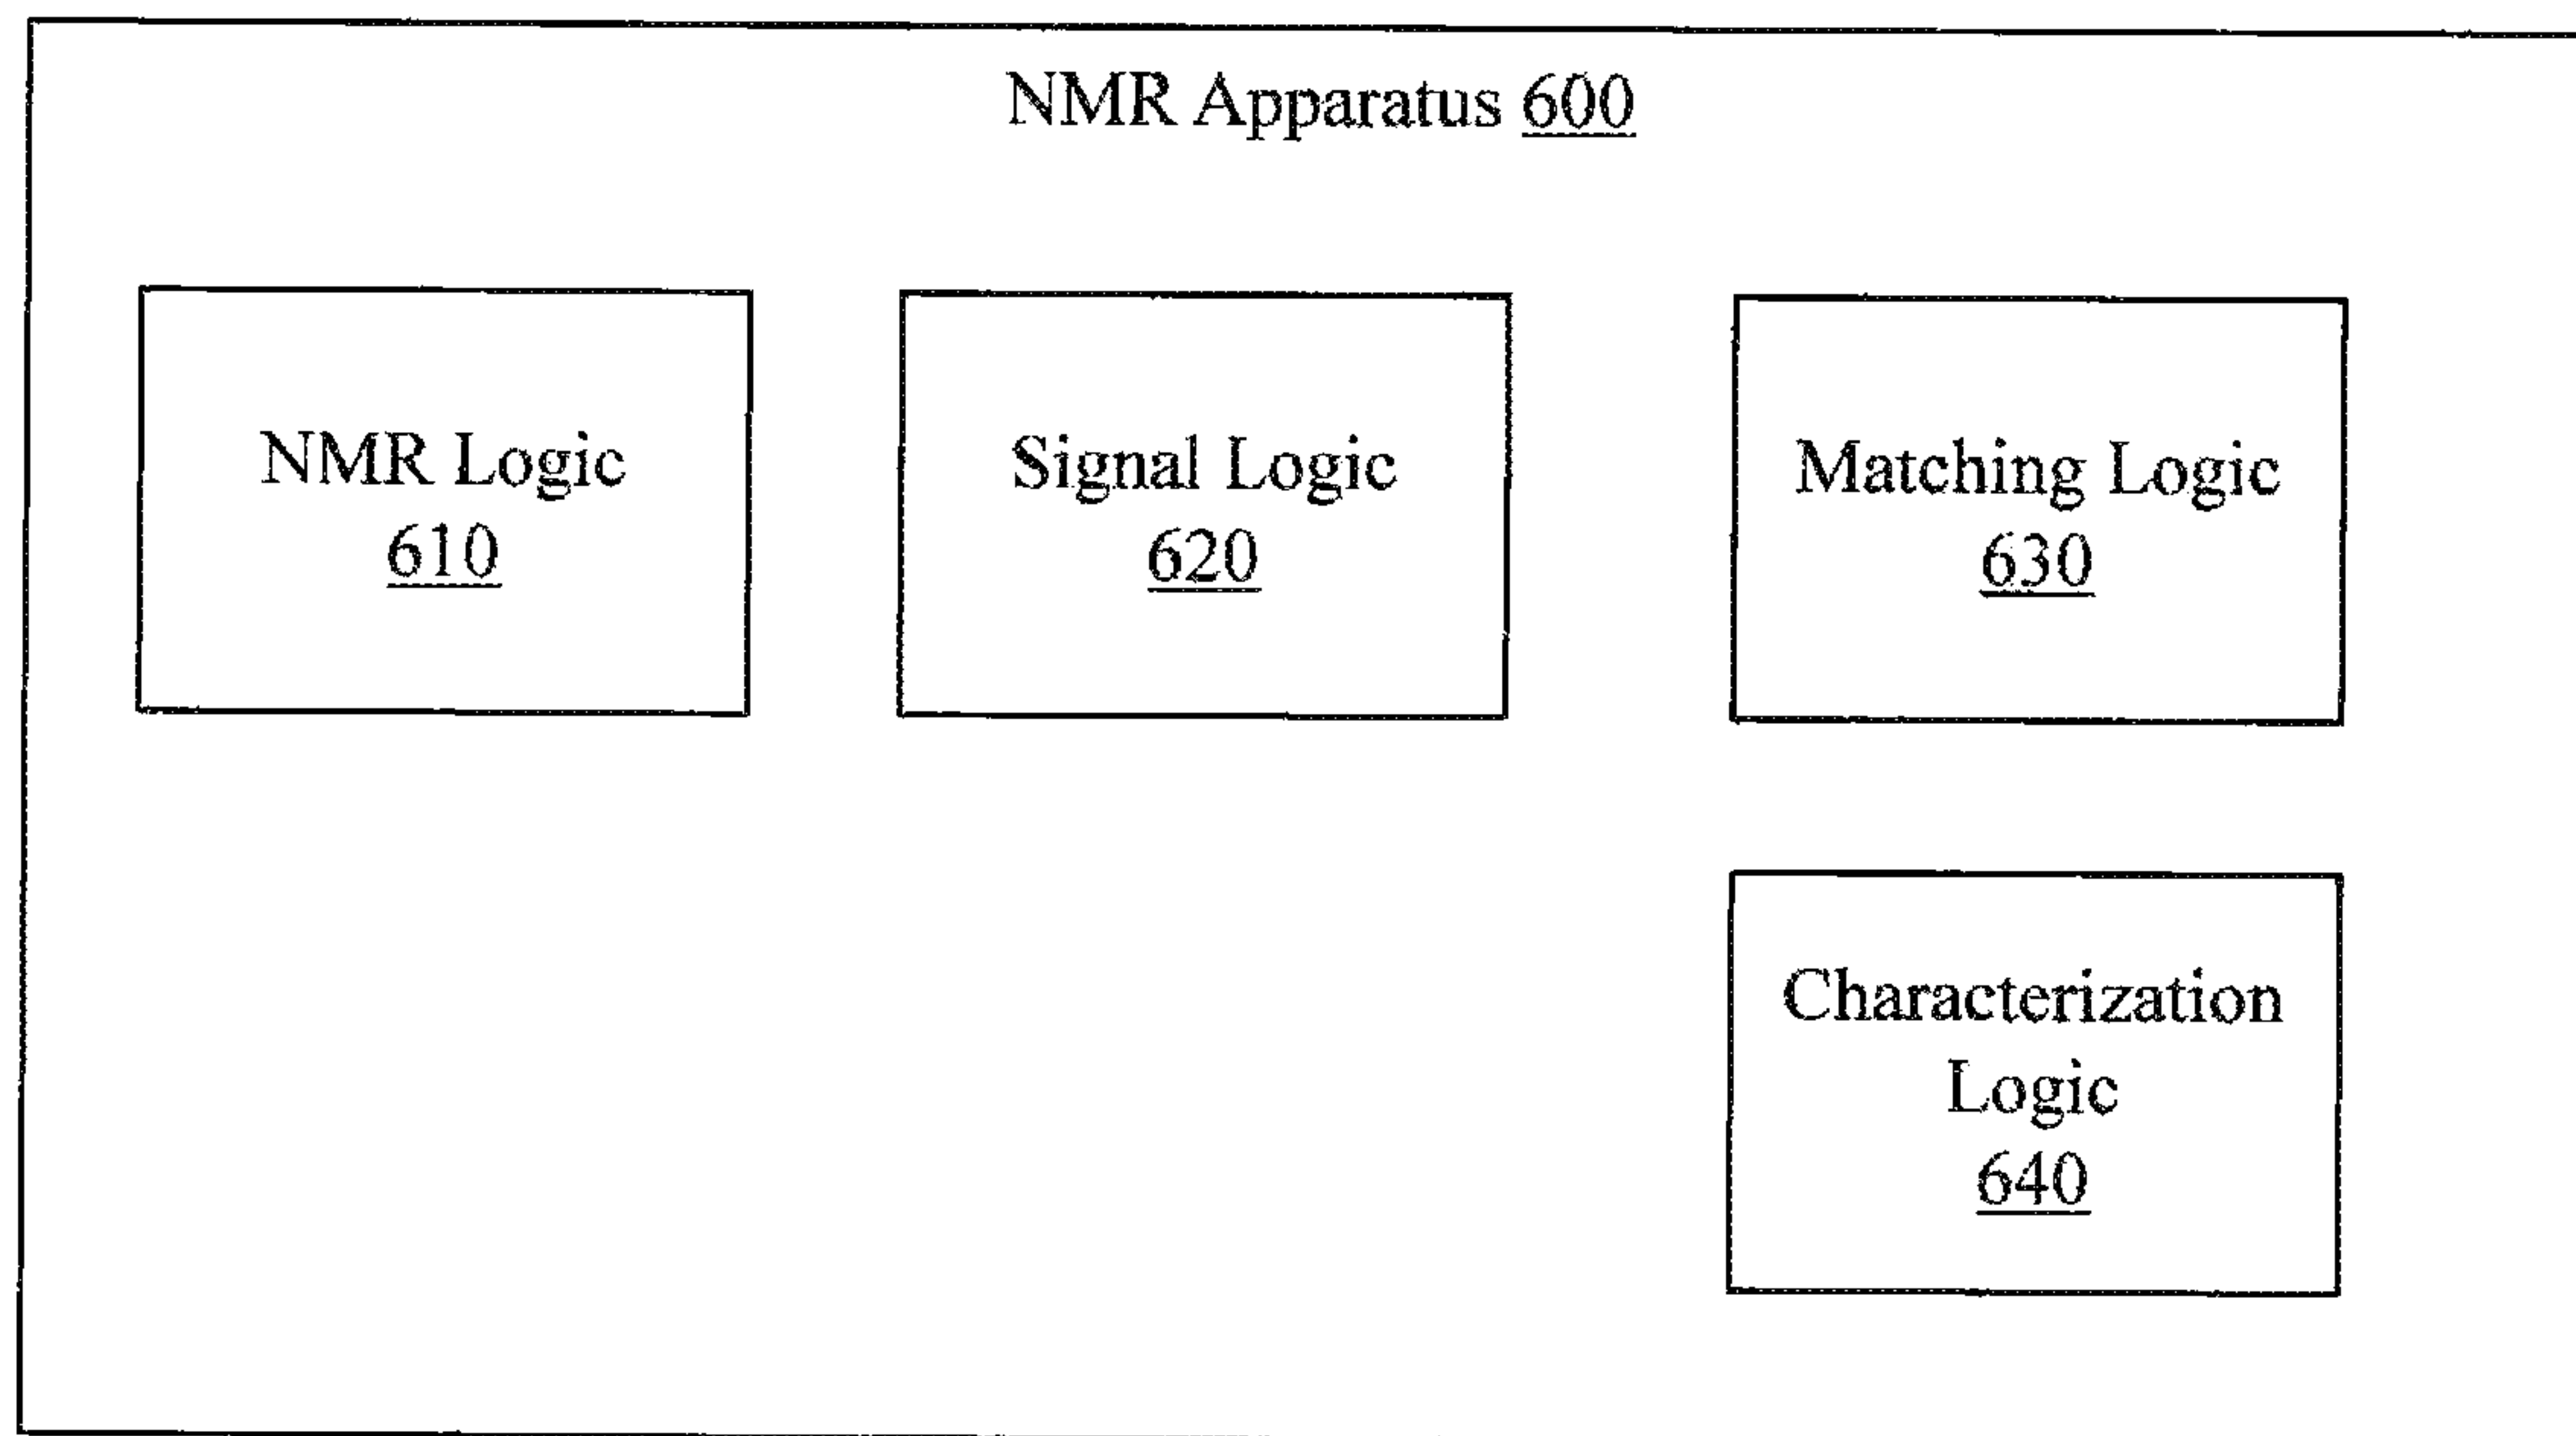 NMR Apparatus 600
NMR Logic
610
Signal Logic
620
Matching Logic
630
Characterization
Logic
640